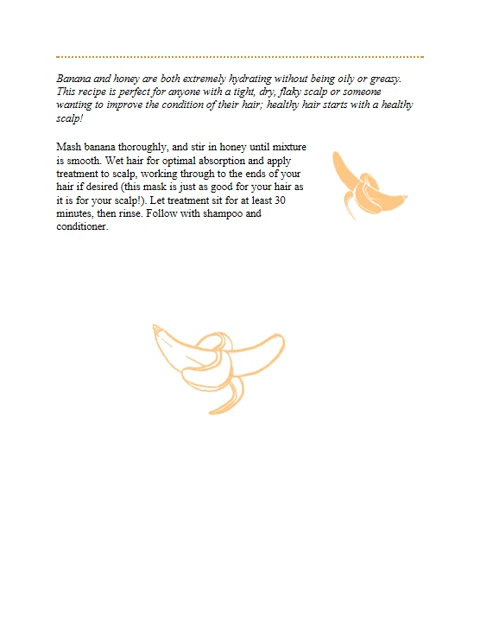 Banana and honey are both extremely hydrating without being oily or greasy.
This recipe is perfect for anyone with a tight, dry, flaky scalp or someone
wanting to improve the condition of their hair; healthy hair starts with a healthy
scalp!
Mash banana thoroughly, and stir in honey until mixture
is smooth. Wet hair for optimal absorption and apply
treatment to scalp, working through to the ends of your
hair if desired (this mask is just as good for your hair as
it is for your scalp!). Let treatment sit for at least 30
minutes, then rinse. Follow with shampoo and
conditioner.